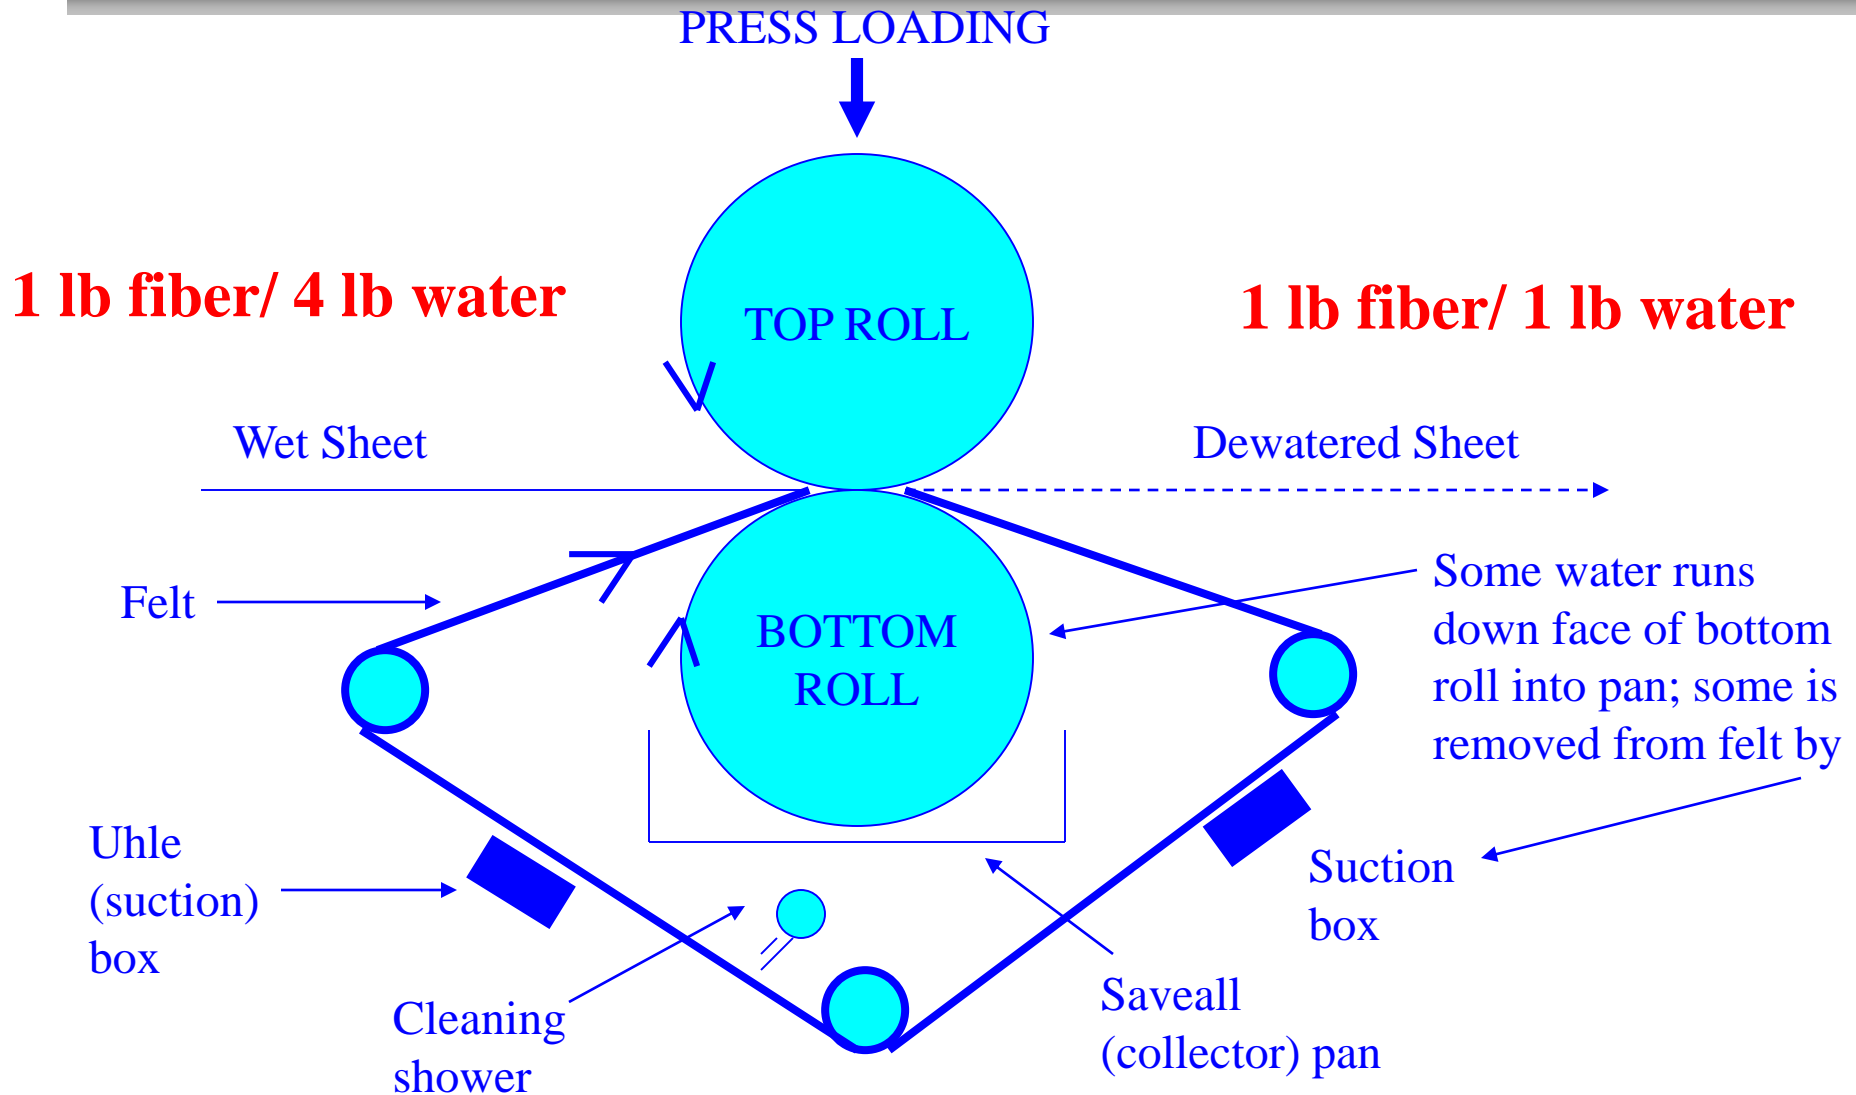 PRESS LOADING
1 lb fiber/ 4 lb water
1 lb fiber/ 1 lb water
TOP ROLL
Wet Sheet
Dewatered Sheet
Felt
BOTTOM
ROLL
Some water runs
down face of bottom
roll into pan; some is
removed from felt by
Uhle
(suction)
box
Suction
box
Cleaning
shower
Saveall
(collector) pan